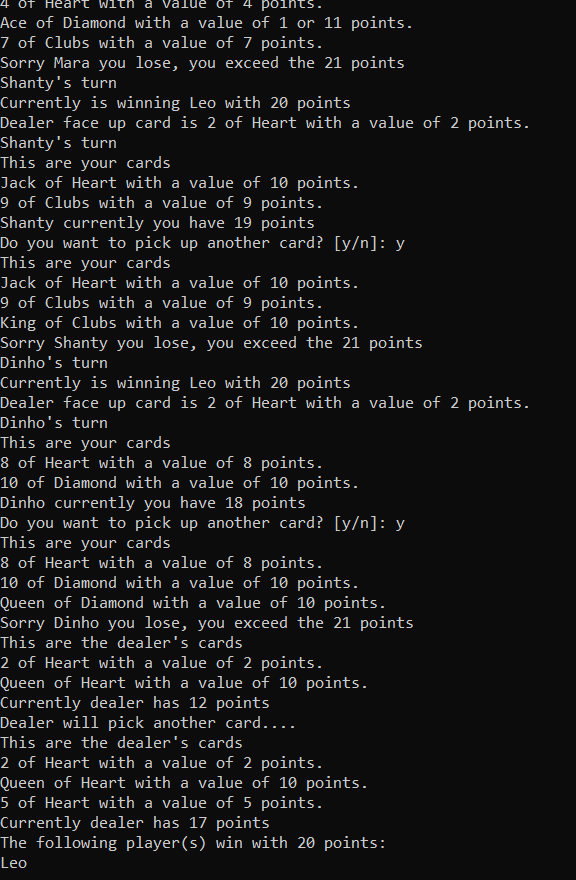 4 of Heart with a value of 4 points.
Ace of Diamond with a value of 1 or 11 points.
7 of Clubs with a value of 7 points.
Sorry Mara you lose, you exceed the 21 points
Shanty's turn
Currently is winning Leo with 20 points
Dealer face up card is 2 of Heart with a value of 2 points.
Shanty's turn
This are your cards
Jack of Heart with a value of 10 points.
9 of Clubs with a value of 9 points.
Shanty currently you have 19 points
Do you want to pick up another card? [y/n]: y
This are your cards
Jack of Heart with a value of 10 points.
9 of Clubs with a value of 9 points.
King of Clubs with a value of 10 points.
Sorry Shanty you lose, you exceed the 21 points
Dinho's turn
Currently is winning Leo with 20 points
Dealer face up card is 2 of Heart with a value of 2 points.
Dinho's turn
This are your cards
8 of Heart with a value of 8 points.
10 of Diamond with a value of 10 points.
Dinho currently you have 18 points
Do you want to pick up another card? [y/n]: y
This are your cards
8 of Heart with a value of 8 points.
10 of Diamond with a value of 10 points.
Queen of Diamond with a value of 10 points.
Sorry Dinho you lose, you exceed the 21 points
This are the dealer's cards
2 of Heart with a value of 2 points.
Queen of Heart with a value of 10 points.
Currently dealer has 12 points
Dealer will pick another card....
This are the dealer's cards
2 of Heart with a value of 2 points.
Queen of Heart with a value of 10 points.
5 of Heart with a value of 5 points.
Currently dealer has 17 points
The following player(s) win with 20 points:
Leo